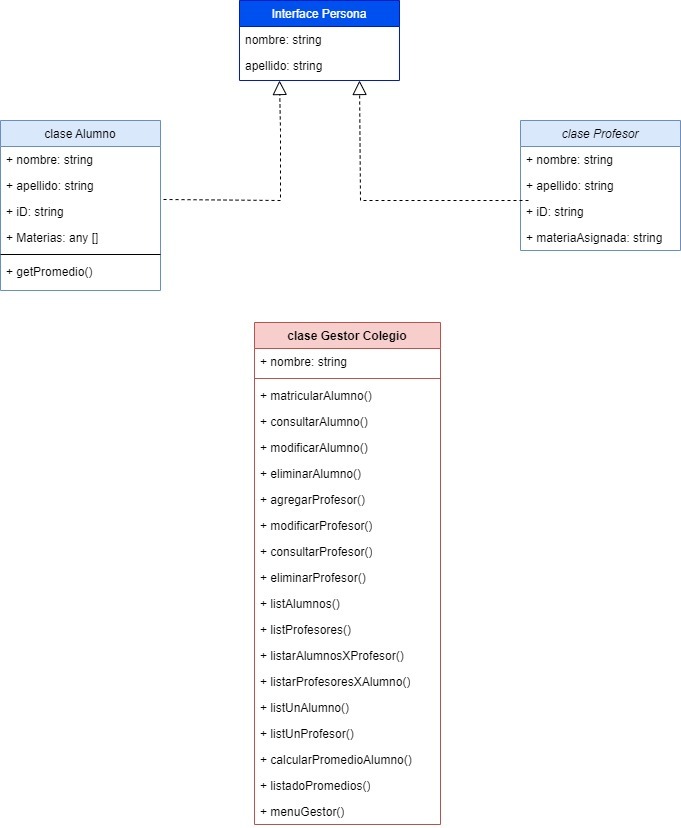 Interface Persona
nombre: string
apellido: string
clase Alumno
+ nombre: string
+ apellido: string
+ iD: string
+ Materias: any []
+ getPromedio()
clase Profesor
+ nombre: string
+ apellido: string
+ iD: string
+ materiaAsignada: string
clase Gestor Colegio
+ nombre: string
+ matricularAlumno()
+ consultarAlumno()
+ modificarAlumno()
+ eliminarAlumno()
+ agregarProfesor()
+ modificarProfesor()
+ consultarProfesor()
+ eliminarProfesor()
+ listAlumnos()
+ listProfesores()
+ listarAlumnosXProfesor()
+ listarProfesoresXAlumno()
+ listUnAlumno()
+ listUnProfesor()
+ calcularPromedioAlumno()
+ listadoPromedios()
+ menuGestor()